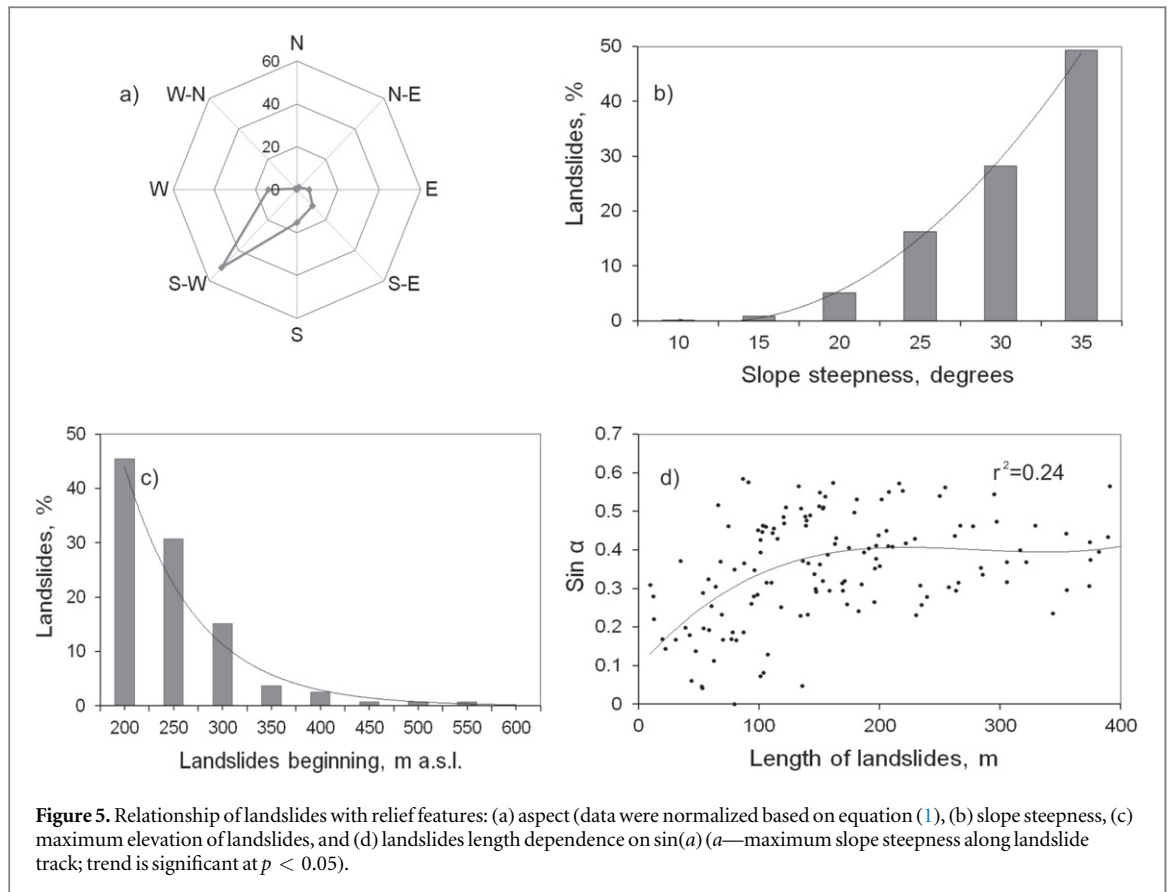 N
60
a)
W-N
N-E
40
20
W
0
E
S-W
S-E
S
b)
Landslides, %
50
40
30
20
10
0
10 15 20 25 30 35
Slope steepness, degrees
c)
Landslides, %
50
40
30
20
10
0
200 250 300 350 400 450 500 550 600
Landslides beginning, m a.s.l.
d)
r²=0.24
Sin α
0.7
0.6
0.5
0.4
0.3
0.2
0.1
0
0 100 200 300 400
Length of landslides, m
Figure 5. Relationship of landslides with relief features: (a) aspect (data were normalized based on equation (1), (b) slope steepness, (c)
maximum elevation of landslides, and (d) landslides length dependence on sin(a) (a—maximum slope steepness along landslide
track; trend is significant at p < 0.05).